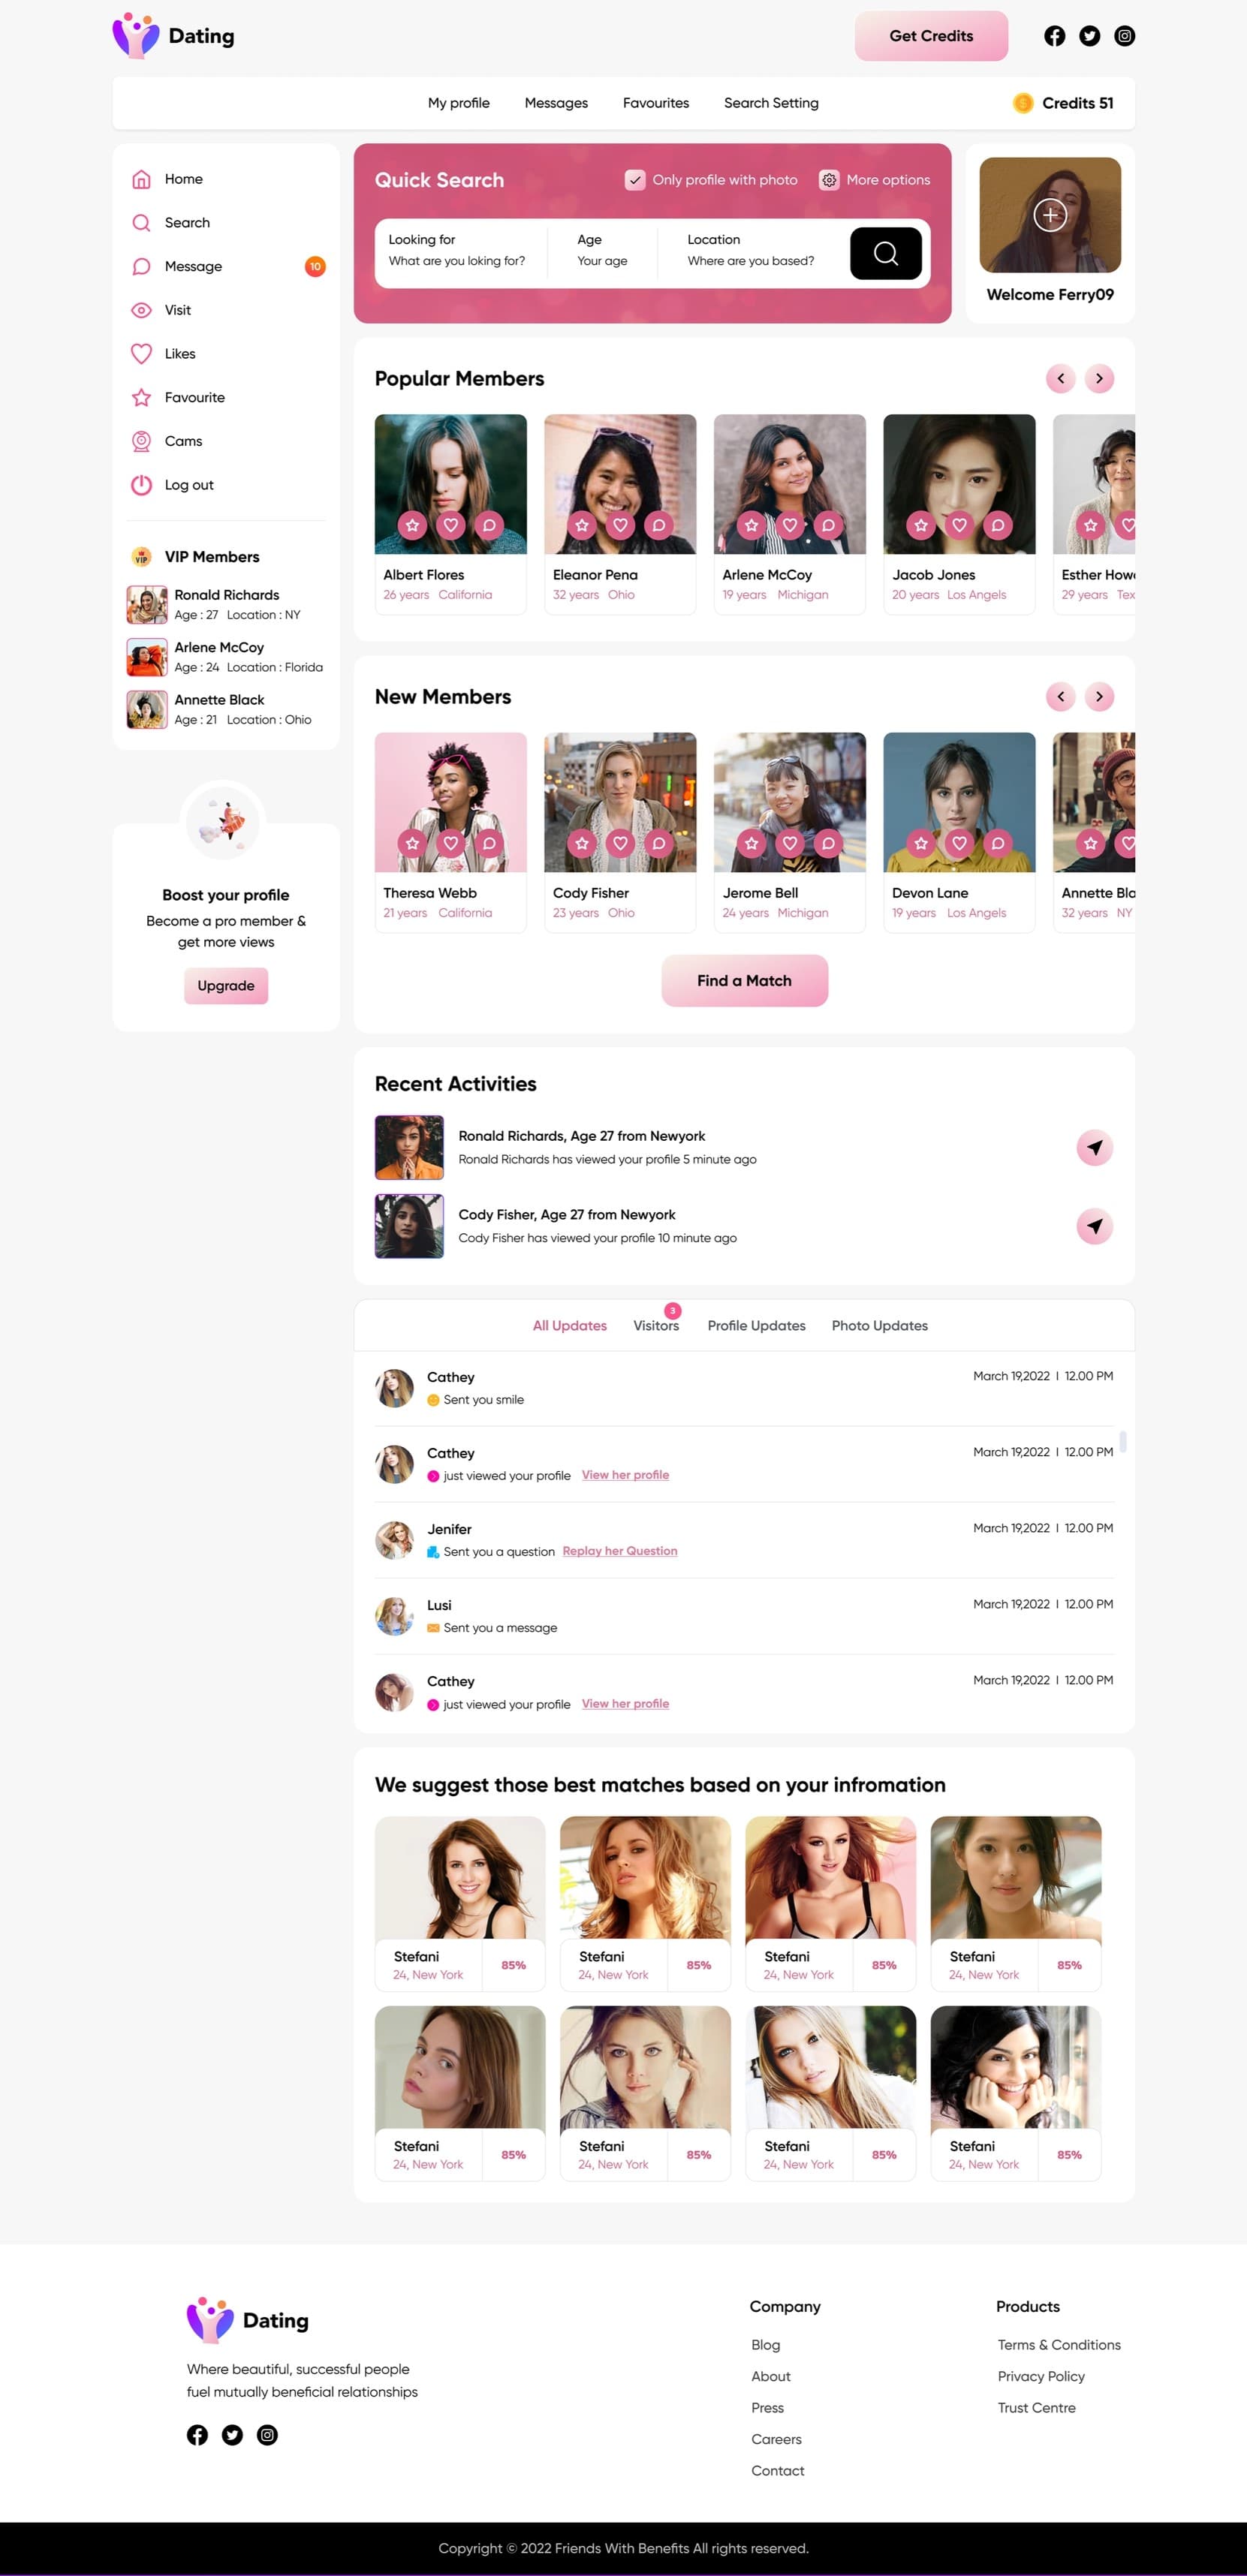 Dating
Get Credits
My profile
Messages
Favourites
Search Setting
Credits 51
Home
Search
Message
10
Visit
Likes
Favourite
Cams
Log out
VIP
VIP Members
Ronald Richards
Age : 27 Location : NY
Arlene McCoy
Age : 24 Location : Florida
Annette Black
Age : 21 Location : Ohio
Boost your profile
Become a pro member &
get more views
Upgrade
Quick Search
Only profile with photo
More options
Looking for
What are you loking for?
Age
Your age
Location
Where are you based?
Welcome Ferry09
Popular Members
Albert Flores
26 years California
Eleanor Pena
32 years Ohio
Arlene McCoy
19 years Michigan
Jacob Jones
20 years Los Angels
Esther Howe
29 years Tex
New Members
Theresa Webb
21 years California
Cody Fisher
23 years Ohio
Jerome Bell
24 years Michigan
Devon Lane
19 years Los Angels
Annette Bla
32 years NY
Find a Match
Recent Activities
Ronald Richards, Age 27 from Newyork
Ronald Richards has viewed your profile 5 minute ago
Cody Fisher, Age 27 from Newyork
Cody Fisher has viewed your profile 10 minute ago
All Updates
Visitors
3
Profile Updates
Photo Updates
Cathey
Sent you smile
March 19,2022 | 12.00 PM
Cathey
just viewed your profile View her profile
March 19,2022 | 12.00 PM
Jenifer
Sent you a question Replay her Question
March 19,2022 | 12.00 PM
Lusi
Sent you a message
March 19,2022 | 12.00 PM
Cathey
just viewed your profile View her profile
March 19,2022 | 12.00 PM
We suggest those best matches based on your infromation
Stefani
24, New York
85%
Stefani
24, New York
85%
Stefani
24, New York
85%
Stefani
24, New York
85%
Stefani
24, New York
85%
Stefani
24, New York
85%
Stefani
24, New York
85%
Stefani
24, New York
85%
Dating
Where beautiful, successful people
fuel mutually beneficial relationships
Company
Blog
About
Press
Careers
Contact
Products
Terms & Conditions
Privacy Policy
Trust Centre
Copyright © 2022 Friends With Benefits All rights reserved.